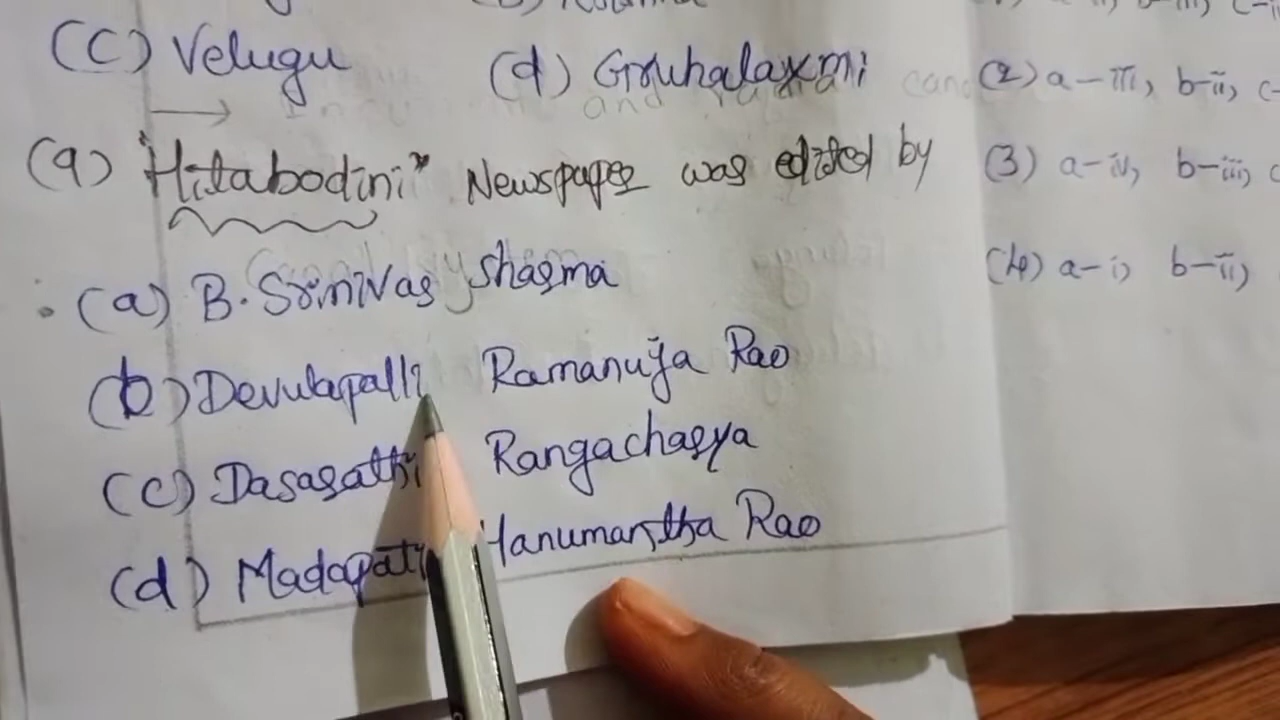 (C) Velugu (d) Gruhalaxmi
(9) "Hitabodini" Newspaper was edited by
(a) B. Srinivas sharma
(b) Devulapalli Ramanuja Rao
(c) Dasarathi Rangacharya
(d) Madapati Hanumantha Rao
(2) a-iii, b-ii, c-
(3) a-iv, b-iii, c
(4) a-i, b-ii,